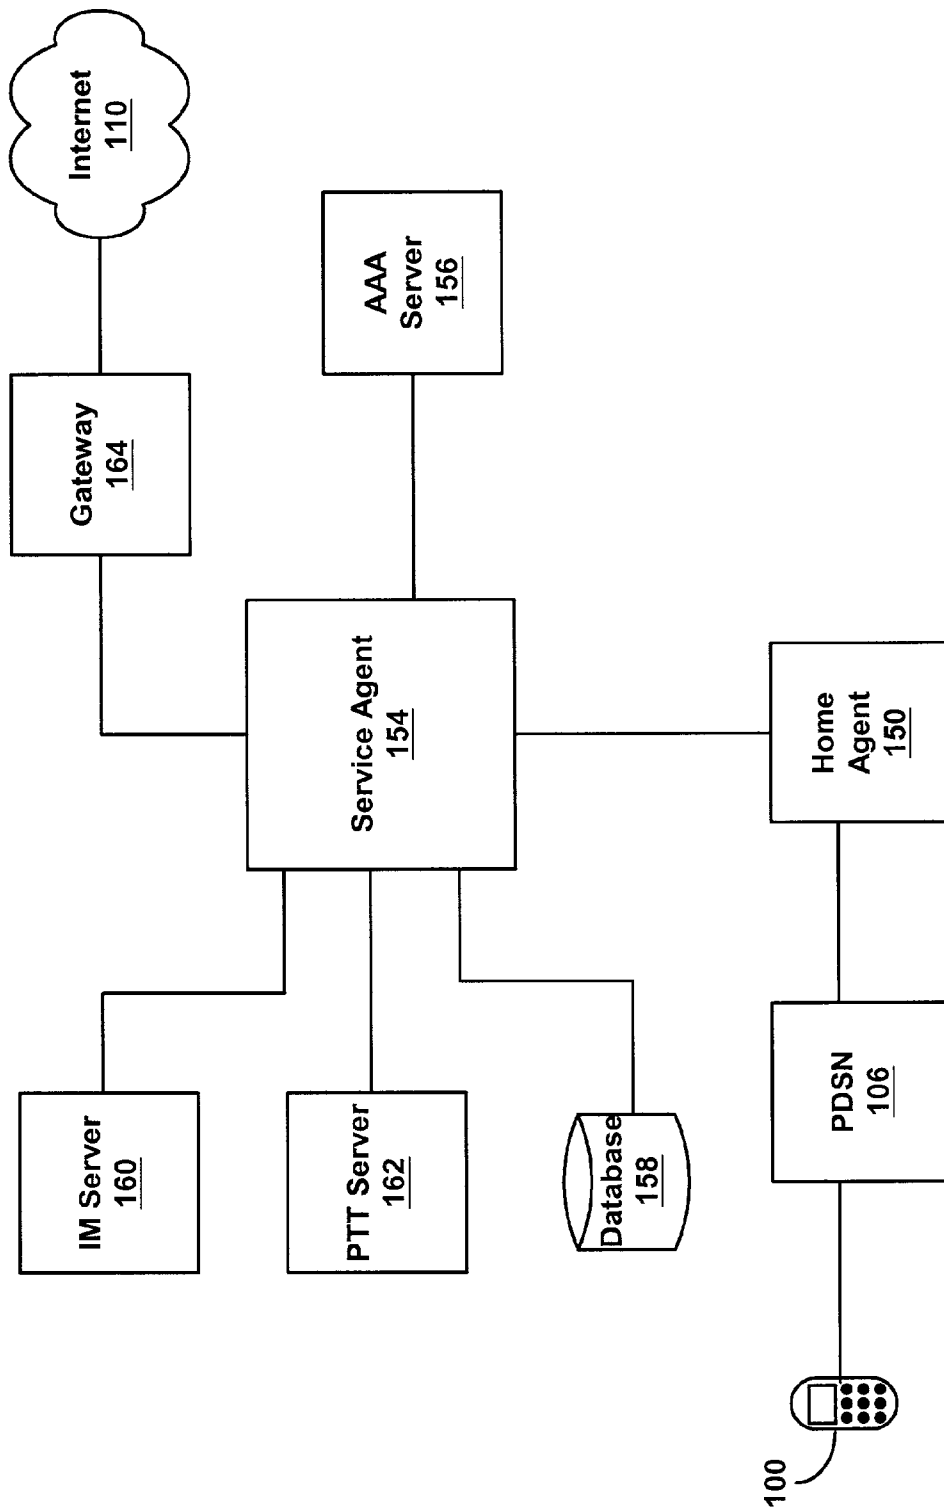 IM Server
160
PTT Server
162
Database
158
Service Agent
154
Gateway
164
Internet
110
AAA
Server
156
100
PDSN
106
Home
Agent
150